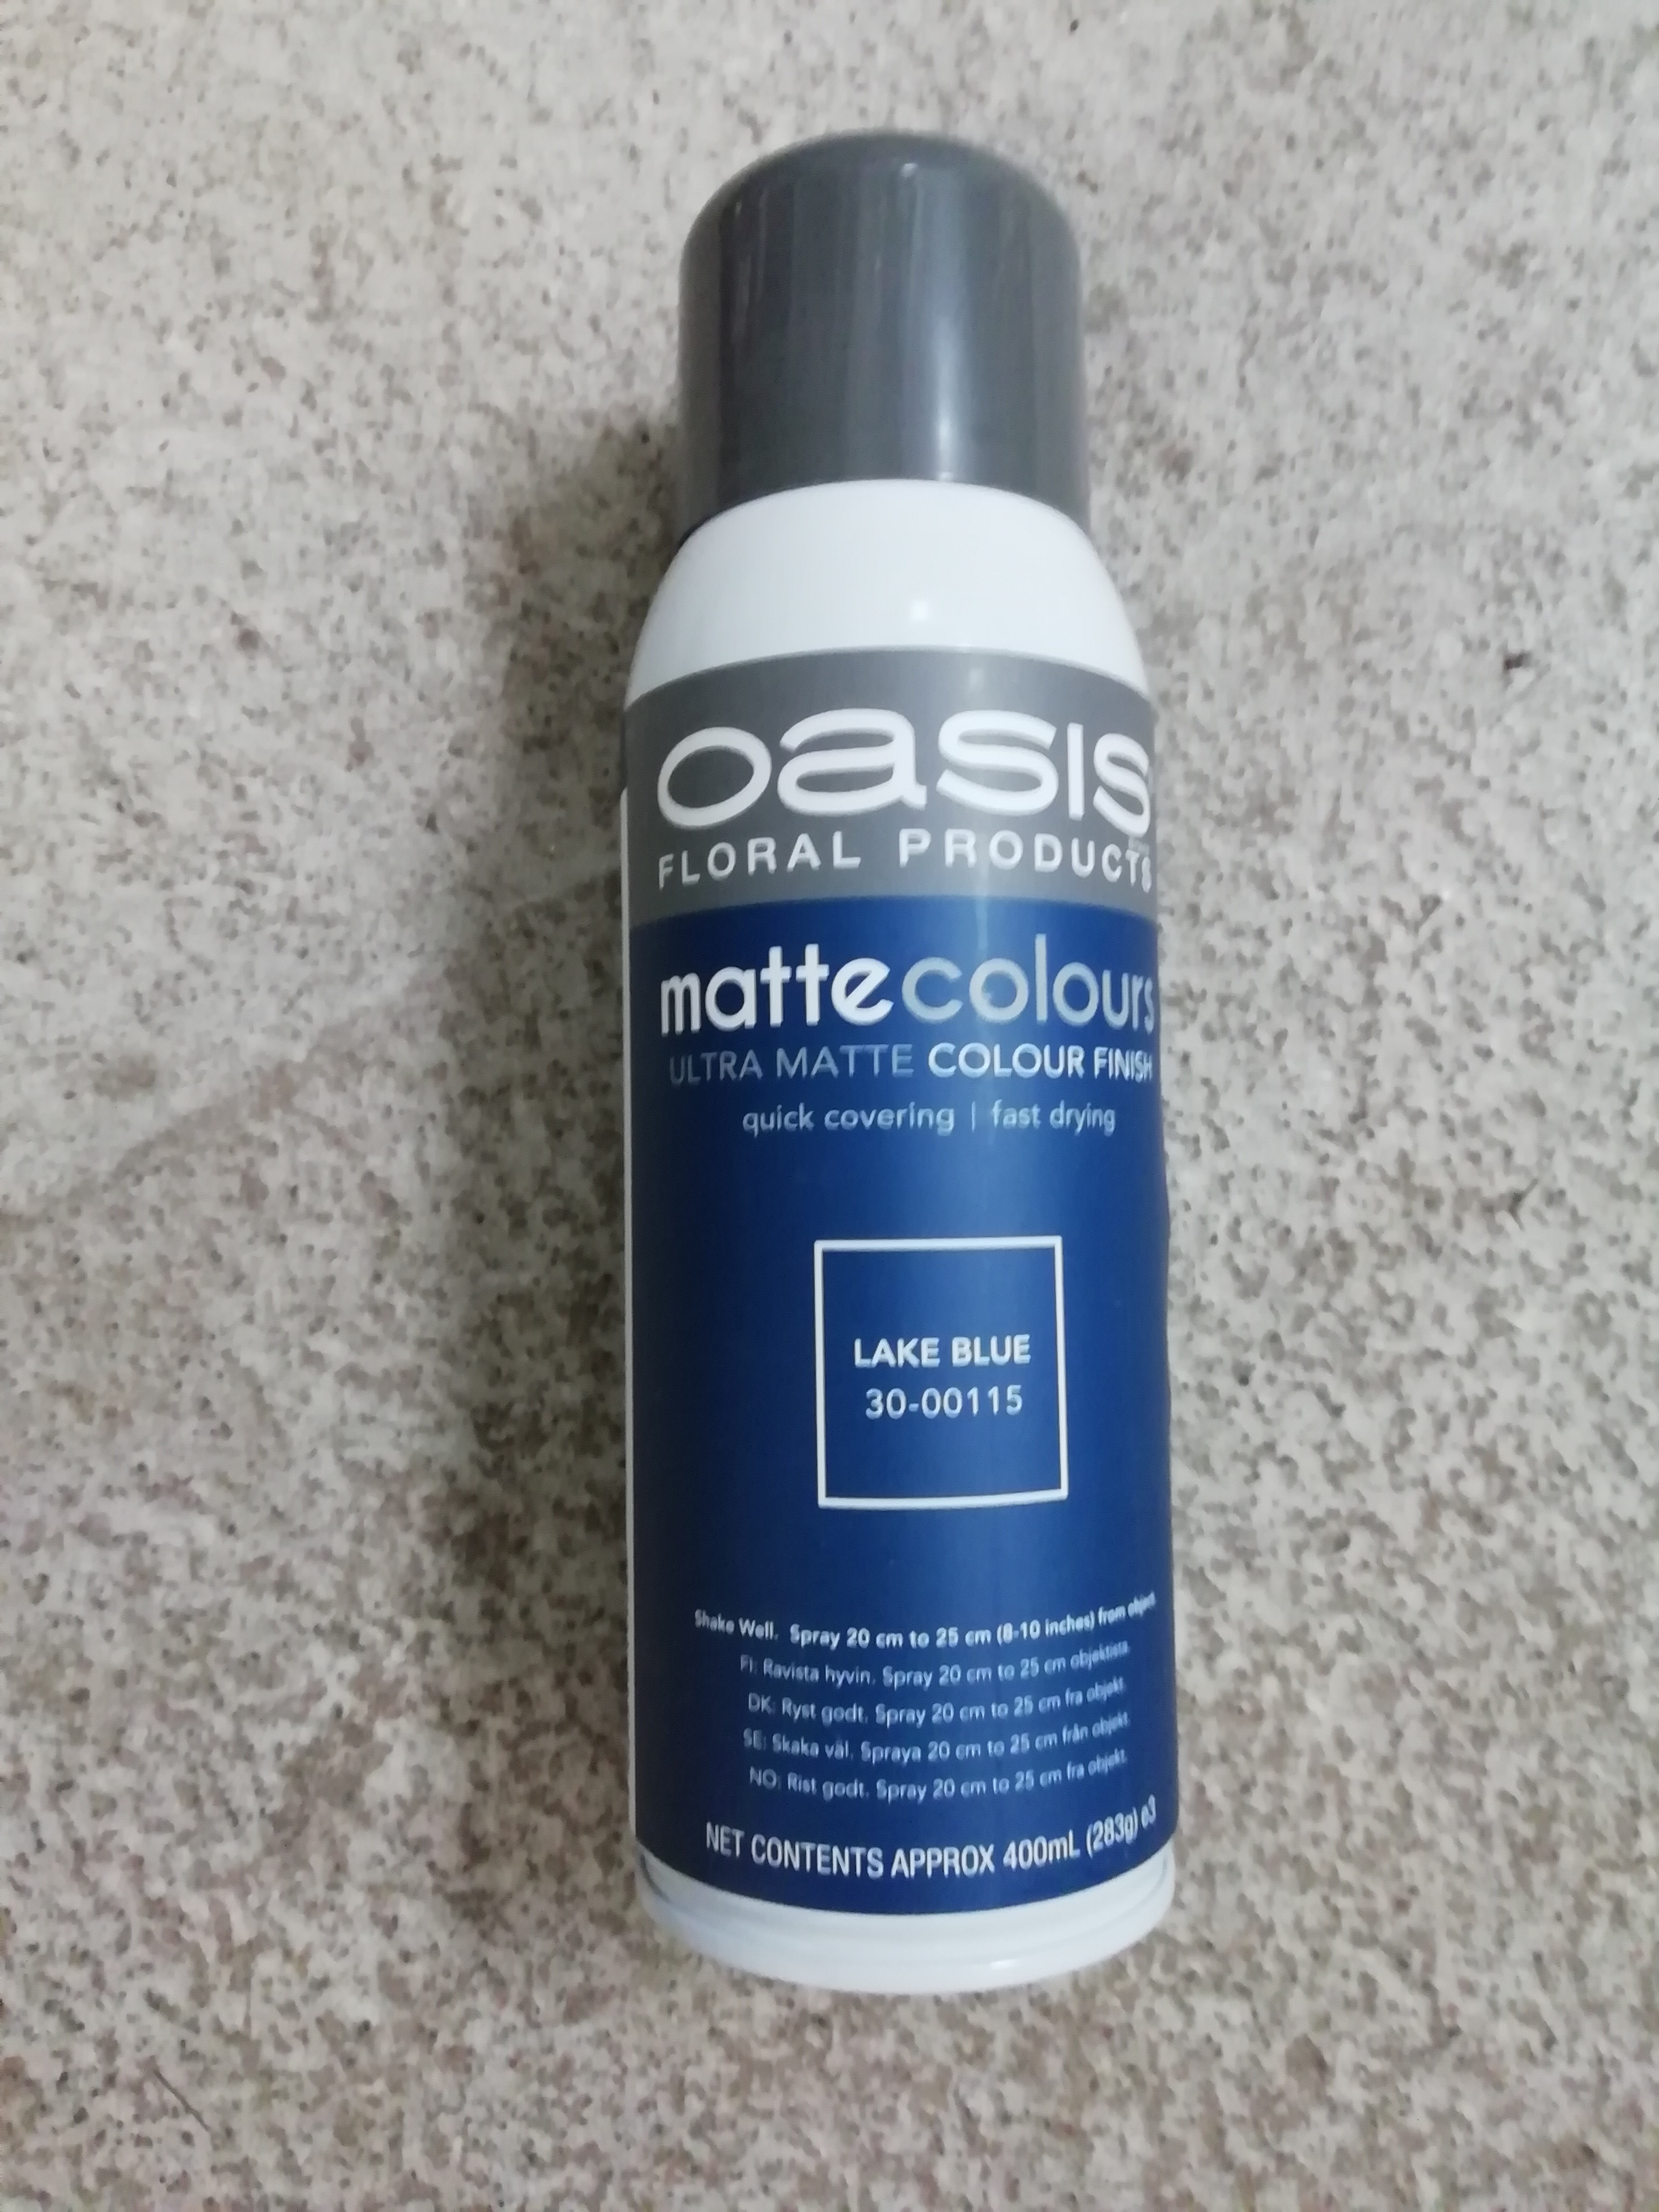 oasis
FLORAL PRODUCTS
mattecolours
ULTRA MATTE COLOUR FINISH
quick covering | fast drying
LAKE BLUE
30-00115
Shake Well. Spray 20 cm to 25 cm (8-10 inches) from object.
FI: Ravista hyvin. Spray 20 cm to 25 cm objektista.
DK: Ryst godt. Spray 20 cm to 25 cm fra objekt.
SE: Skaka väl. Spraya 20 cm to 25 cm från objekt.
NO: Rist godt. Spray 20 cm to 25 cm fra objekt.
NET CONTENTS APPROX 400mL (283g) e3